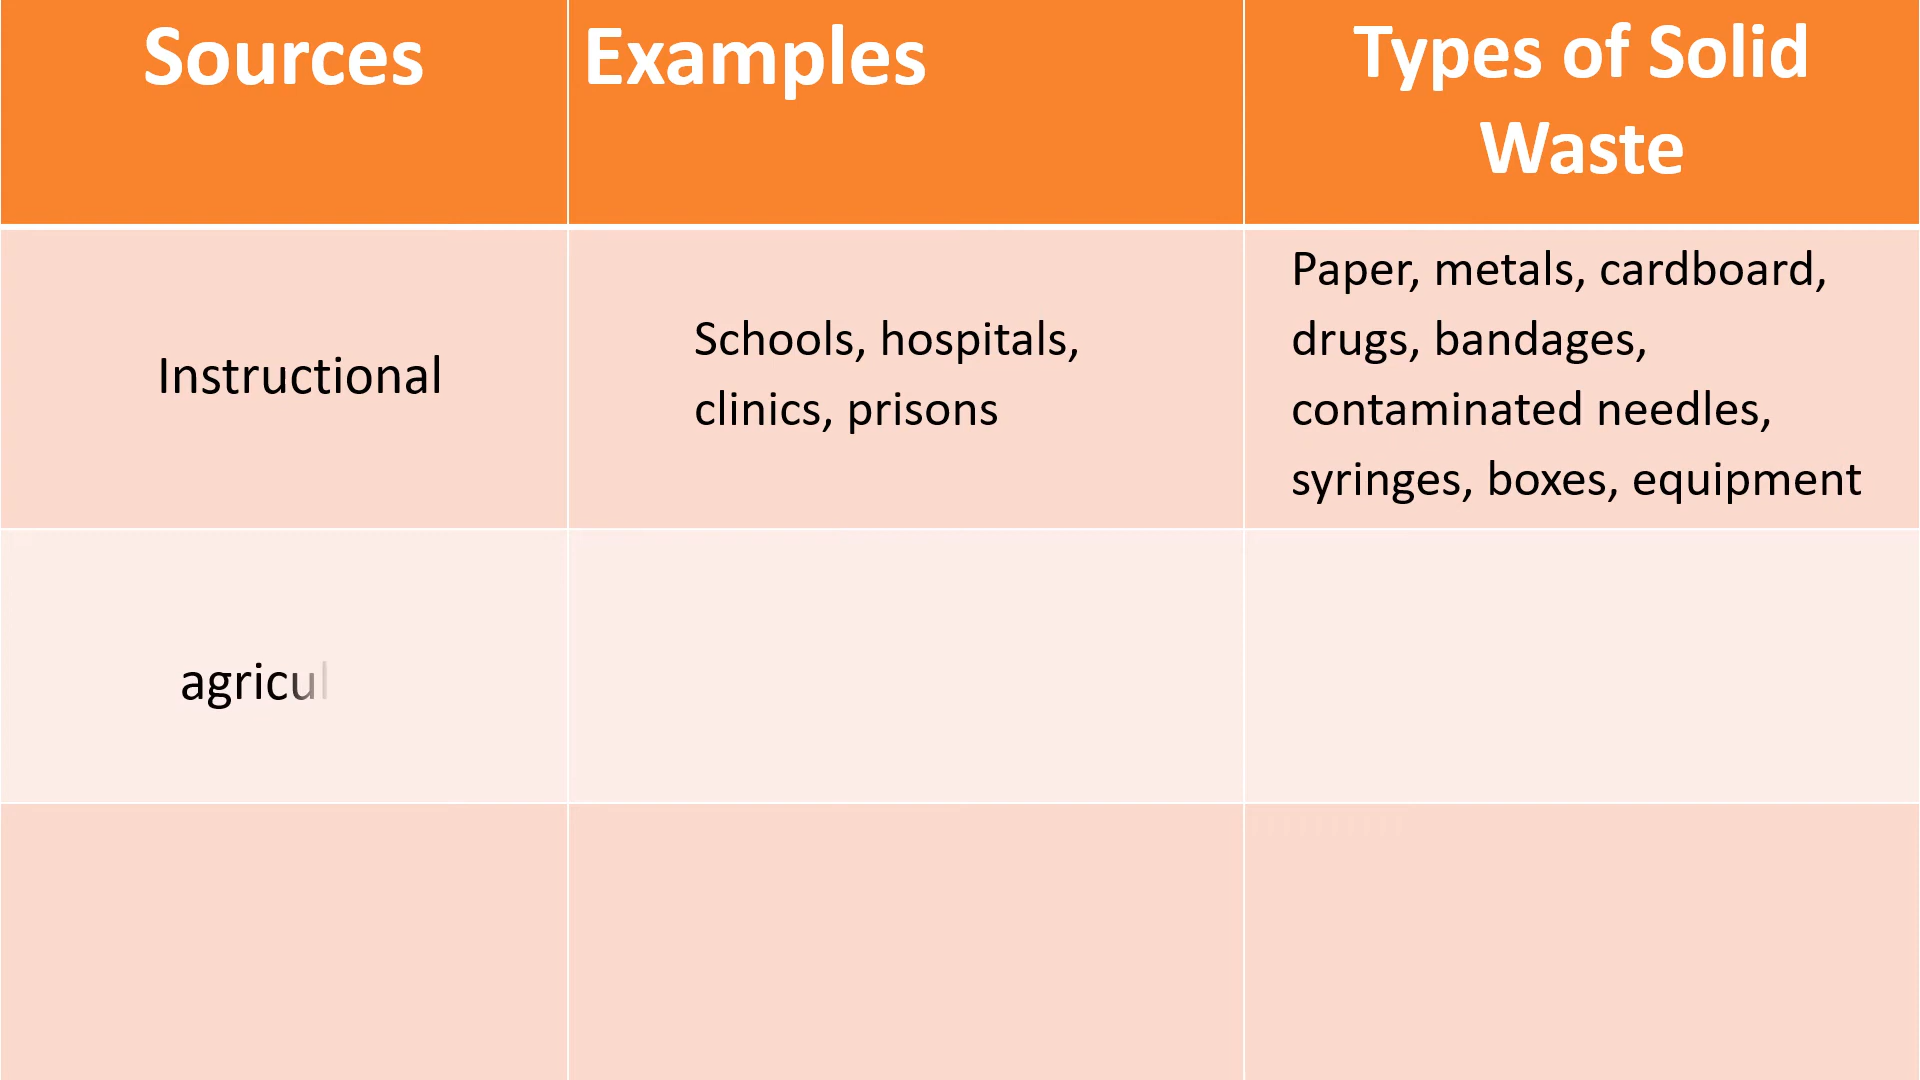 Sources
Examples
Types of Solid
Waste
Instructional
Schools, hospitals,
clinics, prisons
Paper, metals, cardboard,
drugs, bandages,
contaminated needles,
syringes, boxes, equipment
agricul